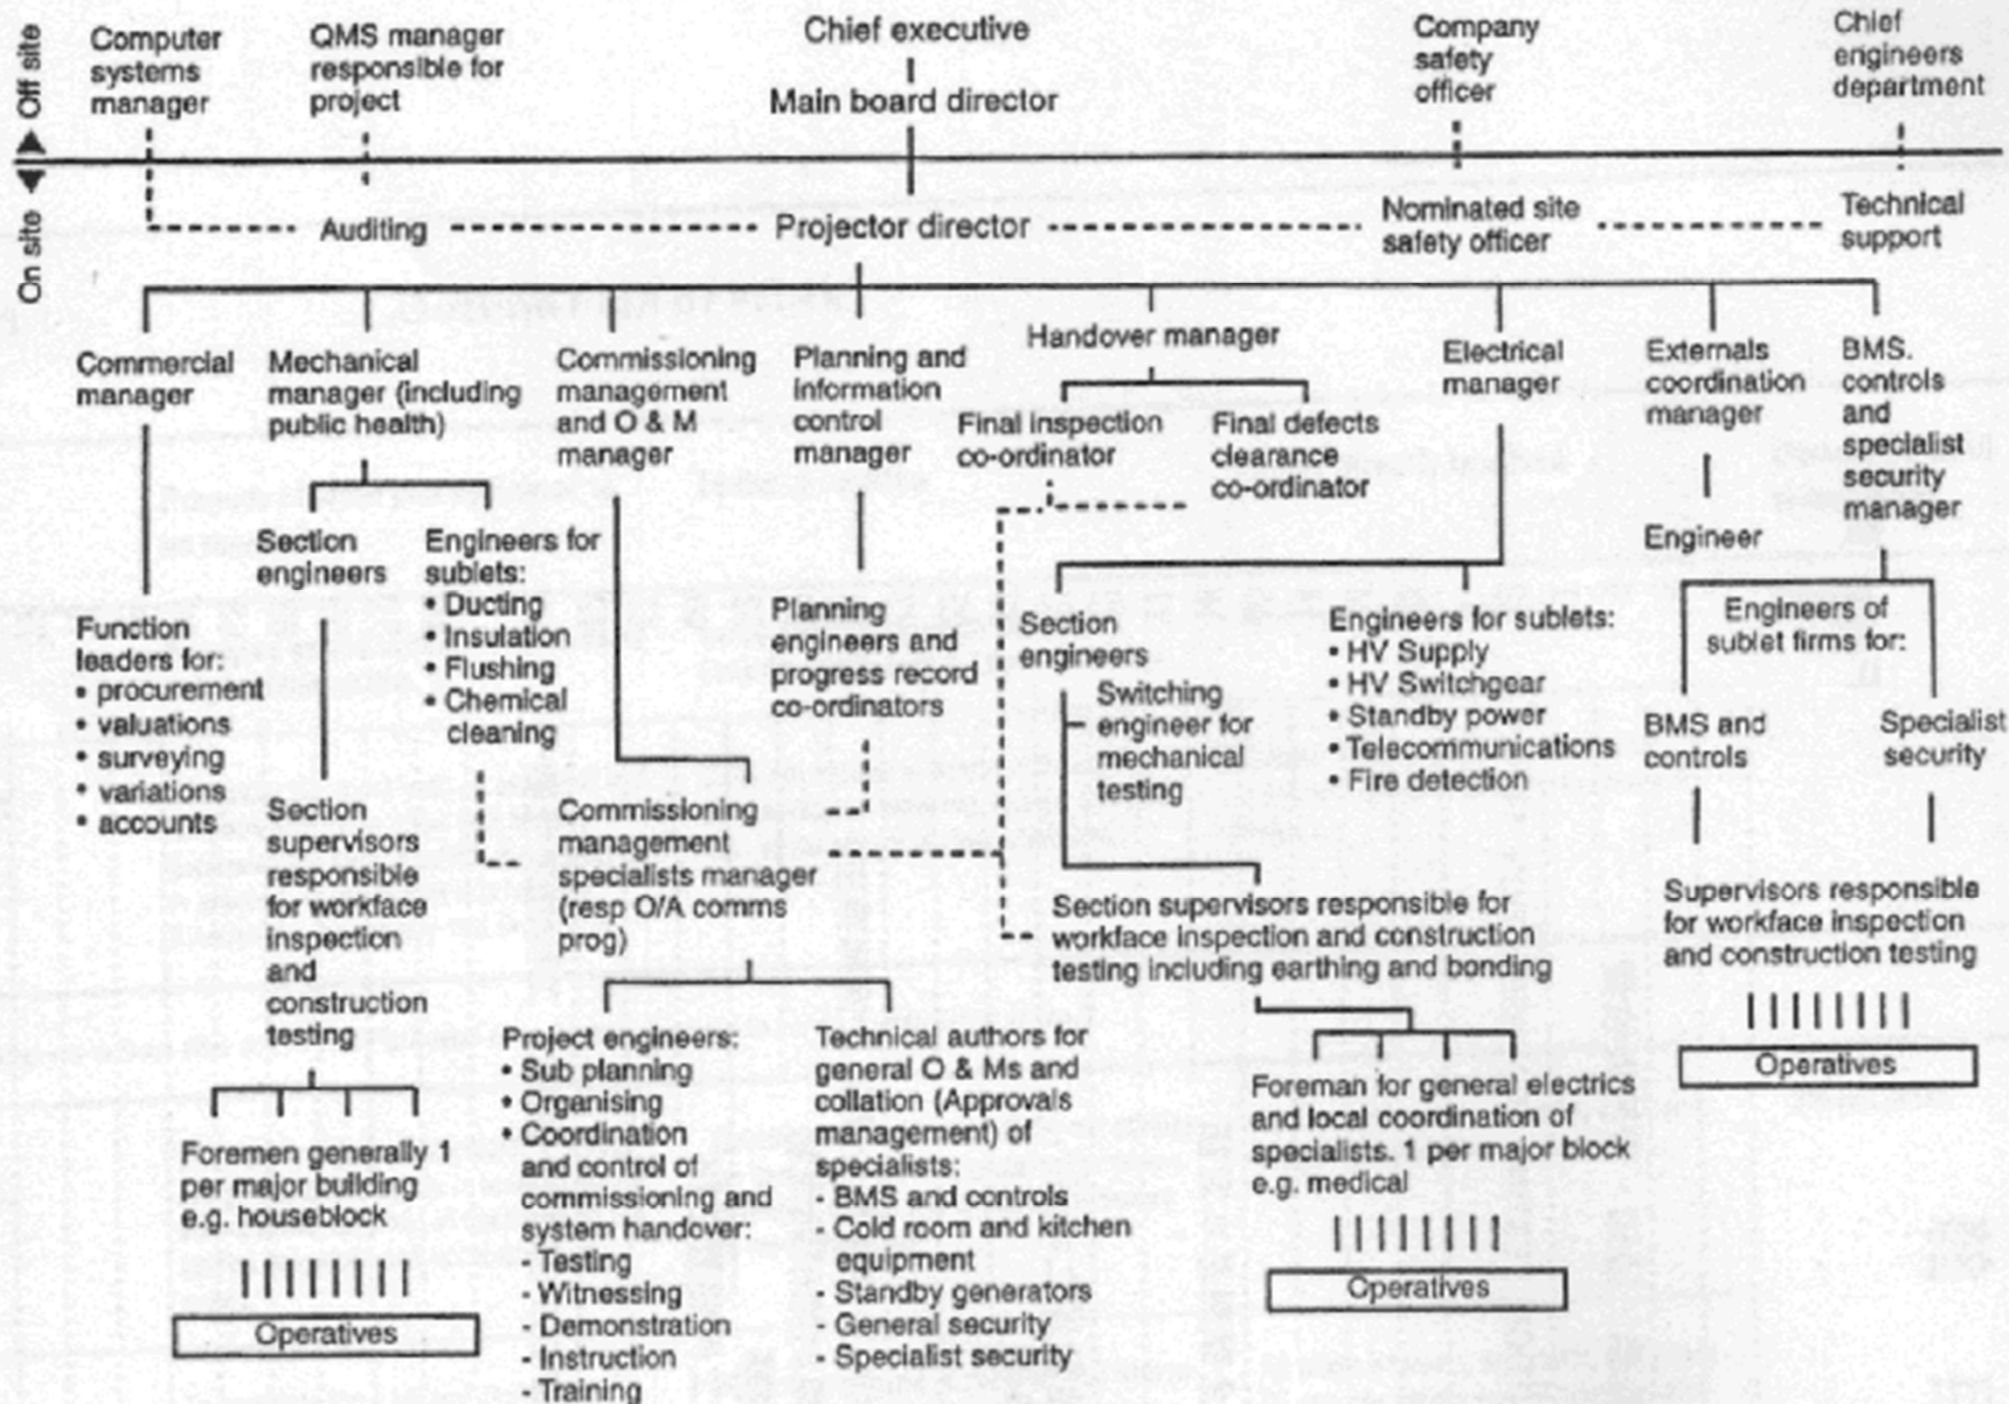 Off site
On site
Computer
systems
manager
QMS manager
responsible for
project
Chief executive
Main board director
Company
safety
officer
Chief
engineers
department
Auditing
Projector director
Nominated site
safety officer
Technical
support
Commercial
manager
Mechanical
manager (including
public health)
Commissioning
management
and O & M
manager
Planning and
information
control
manager
Handover manager
Final inspection
co-ordinator
Final defects
clearance
co-ordinator
Electrical
manager
Externals
coordination
manager
BMS.
controls
and
specialist
security
manager
Function
leaders for:
• procurement
• valuations
• surveying
• variations
• accounts
Section
engineers
Engineers for
sublets:
• Ducting
• Insulation
• Flushing
• Chemical
cleaning
Planning
engineers and
progress record
co-ordinators
Section
engineers
Switching
engineer for
mechanical
testing
Engineers for sublets:
• HV Supply
• HV Switchgear
• Standby power
• Telecommunications
• Fire detection
Engineer
Engineers of
sublet firms for:
BMS and
controls
Specialist
security
Section
supervisors
responsible
for workface
inspection
and
construction
testing
Commissioning
management
specialists manager
(resp O/A comms
prog)
Section supervisors responsible for
workface inspection and construction
testing including earthing and bonding
Supervisors responsible
for workface inspection
and construction testing
Operatives
Foremen generally 1
per major building
e.g. houseblock
Operatives
Project engineers:
• Sub planning
• Organising
• Coordination
and control of
commissioning and
system handover:
- Testing
- Witnessing
- Demonstration
- Instruction
- Training
Technical authors for
general O & Ms and
collation (Approvals
management) of
specialists:
- BMS and controls
- Cold room and kitchen
equipment
- Standby generators
- General security
- Specialist security
Foreman for general electrics
and local coordination of
specialists. 1 per major block
e.g. medical
Operatives